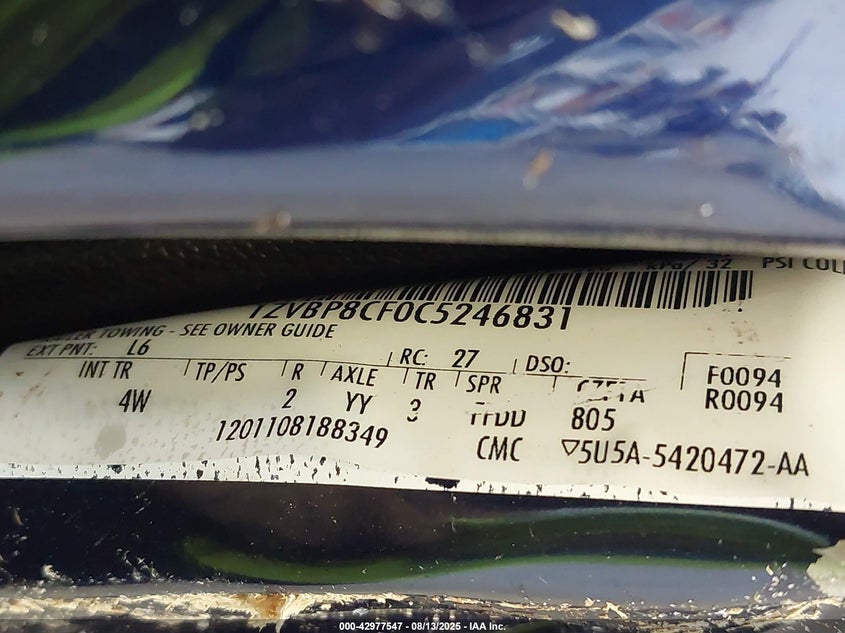 kPa/ 32 PSI COL
1ZVBP8CF0C5246831
TOWING - SEE OWNER GUIDE
EXT PNT: L6 RC: 27 DSO:
INT TR TP/PS R AXLE TR SPR F0094
4W 2 YY 3 805 R0094
1201108188349 CMC 5U5A-5420472-AA
000-42977547 - 08/13/2025 - IAA Inc.